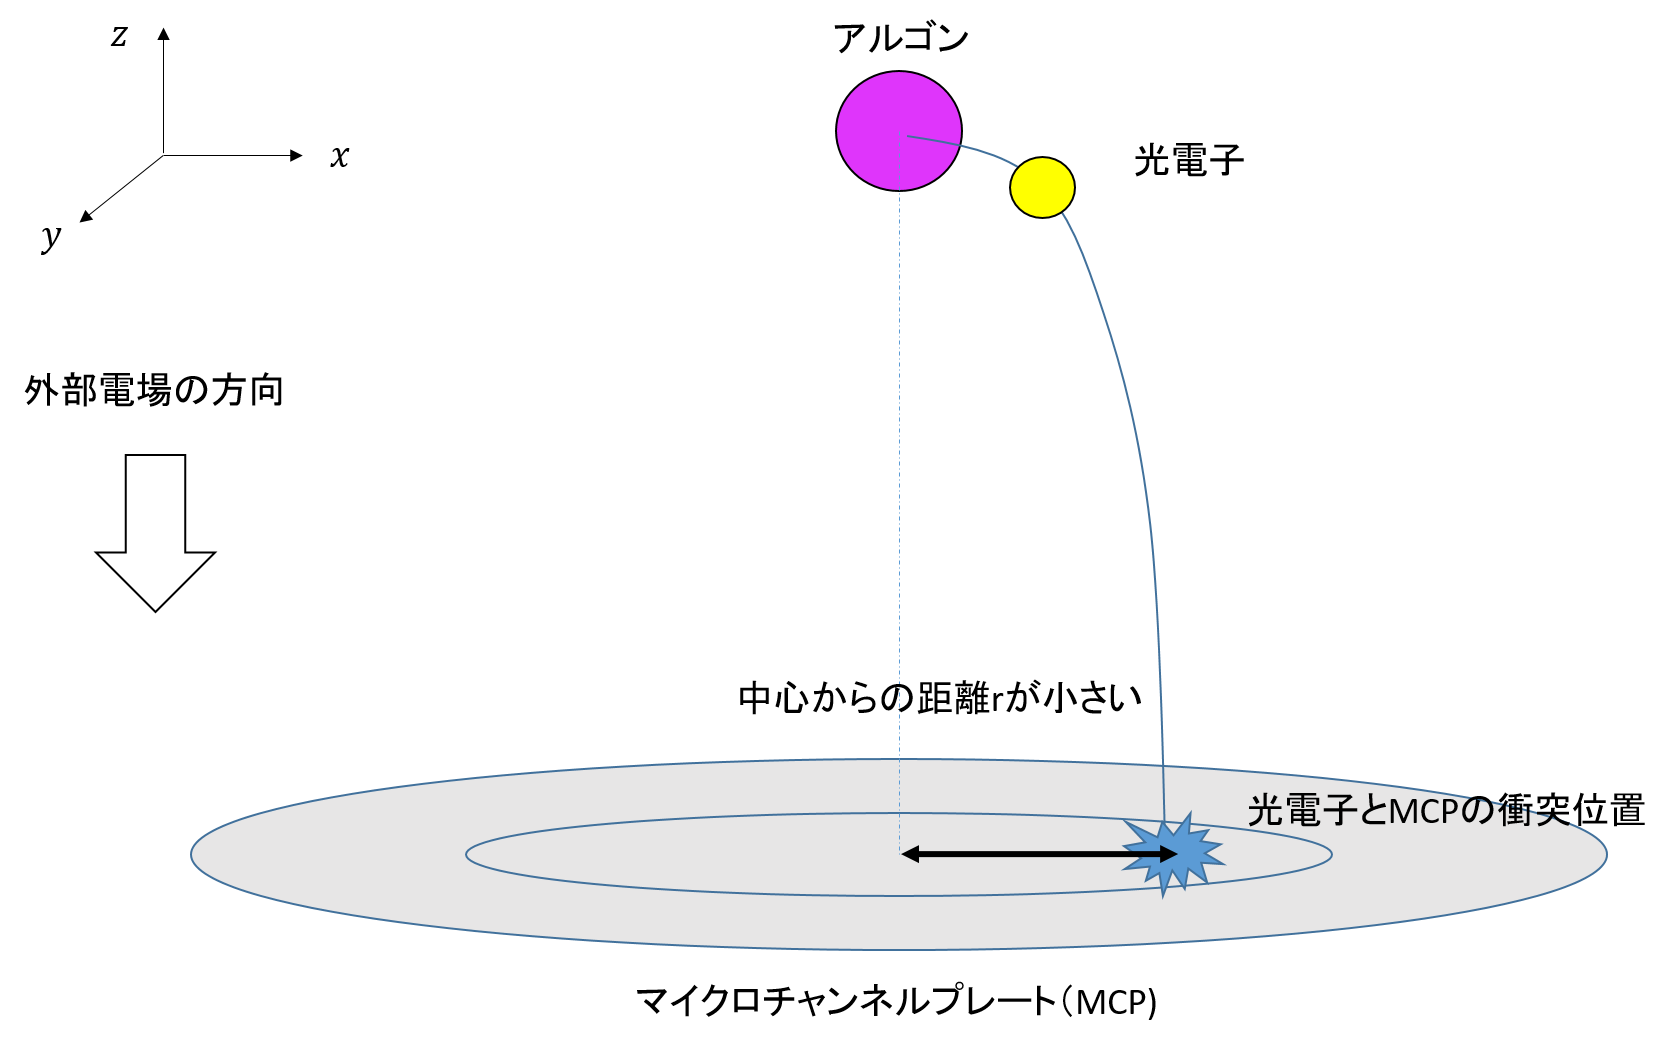 アルゴン
z
x
y
光電子
外部電場の方向
中心からの距離rが小さい
光電子とMCPの衝突位置
マイクロチャンネルプレート（MCP)